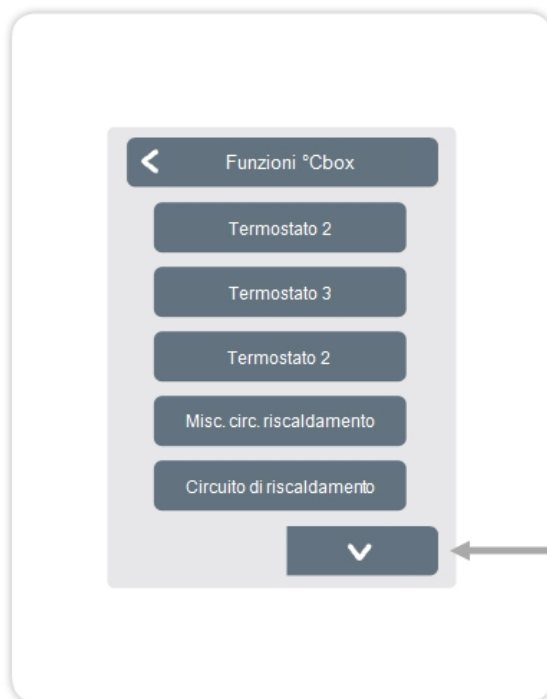 Funzioni °Cbox
Termostato 2
Termostato 3
Termostato 2
Misc. circ. riscaldamento
Circuito di riscaldamento